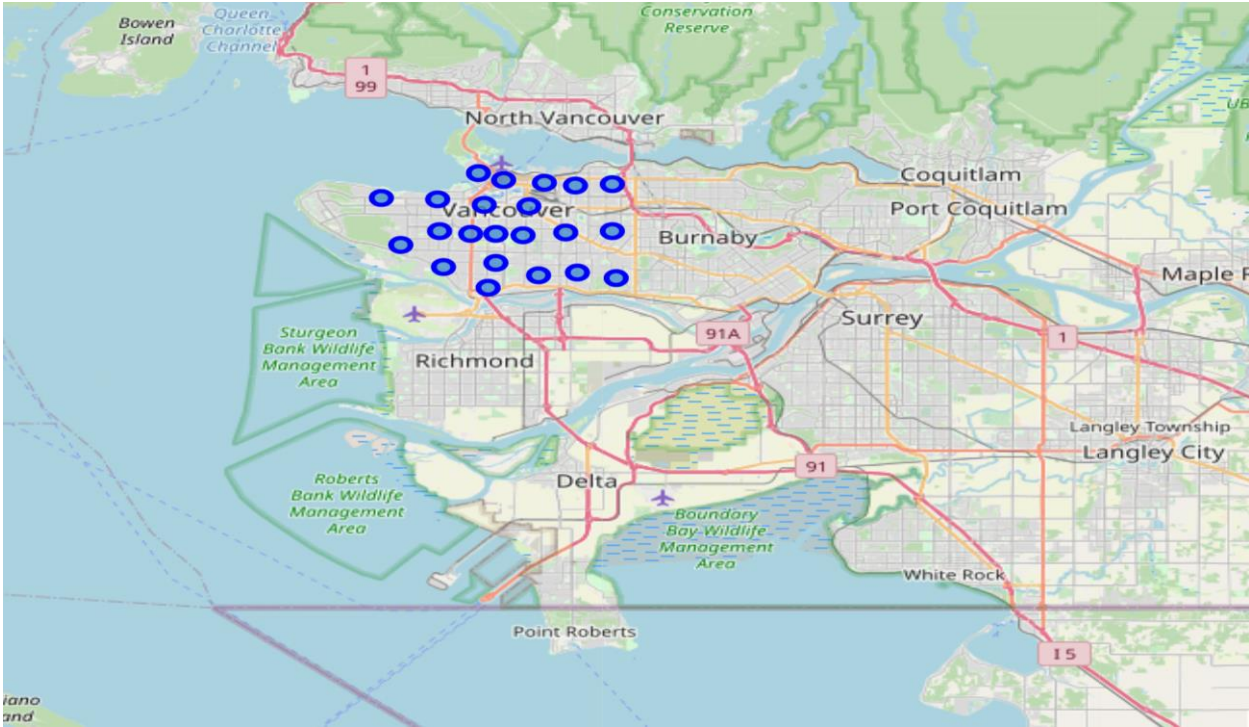 Bowen
Island
Queen
Charlotte
Channel
Conservation
Reserve
1
99
North Vancouver
Coquitlam
Port Coquitlam
Vancouver
Burnaby
Maple
Surrey
91A
1
Sturgeon
Bank Wildlife
Management
Area
Richmond
Langley Township
Langley City
91
Delta
Roberts
Bank Wildlife
Management
Area
Boundary
Bay Wildlife
Management
Area
White Rock
Point Roberts
I 5